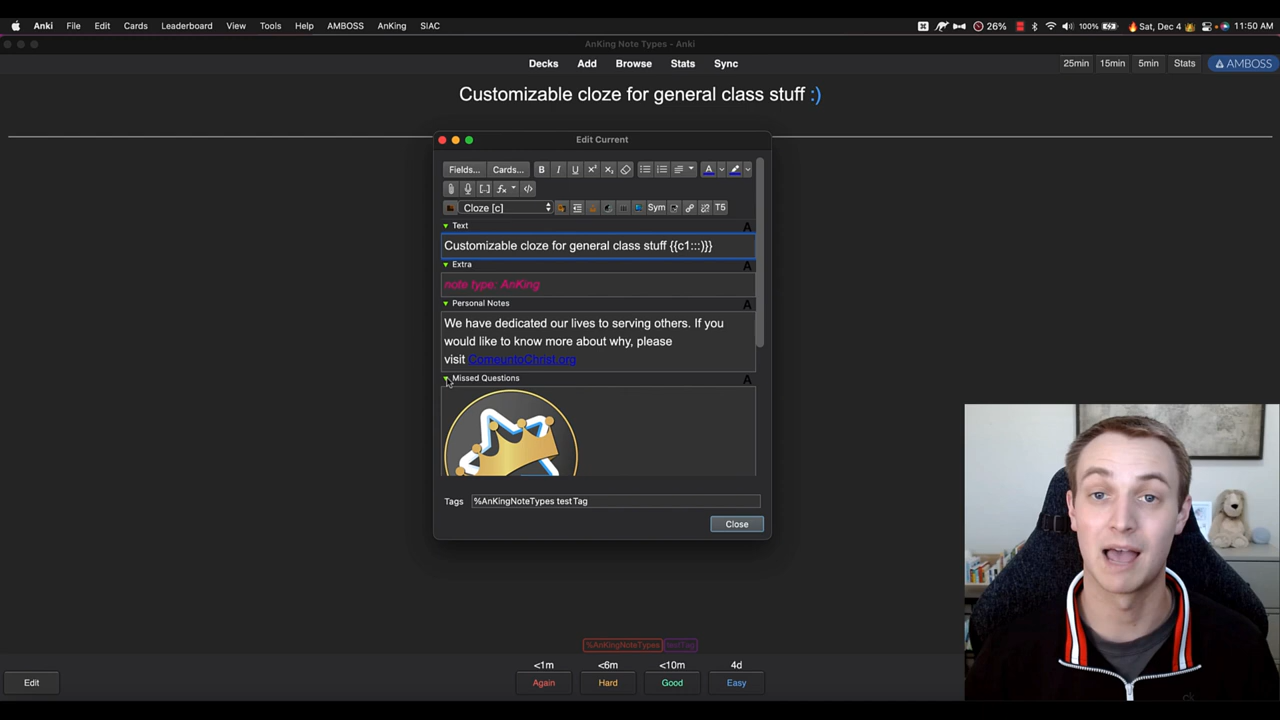 Anki File Edit Cards Leaderboard View Tools Help AMBOSS AnKing SIAC 26% 100% Sat, Dec 4 11:50 AM
AnKing Note Types - Anki
Decks Add Browse Stats Sync 25min 15min 5min Stats AMBOSS
Customizable cloze for general class stuff :)
Edit Current
Fields... Cards... B I U x² x₂ A
[..] fx </>
Cloze [c] Sym T5
Text A
Customizable cloze for general class stuff {{c1:::)}}
Extra A
note type: AnKing
Personal Notes A
We have dedicated our lives to serving others. If you
would like to know more about why, please
visit ComeuntoChrist.org
Missed Questions A
Tags %AnKingNoteTypes testTag
Close
%AnKingNoteTypes testTag
<1m <6m <10m 4d
Edit Again Hard Good Easy